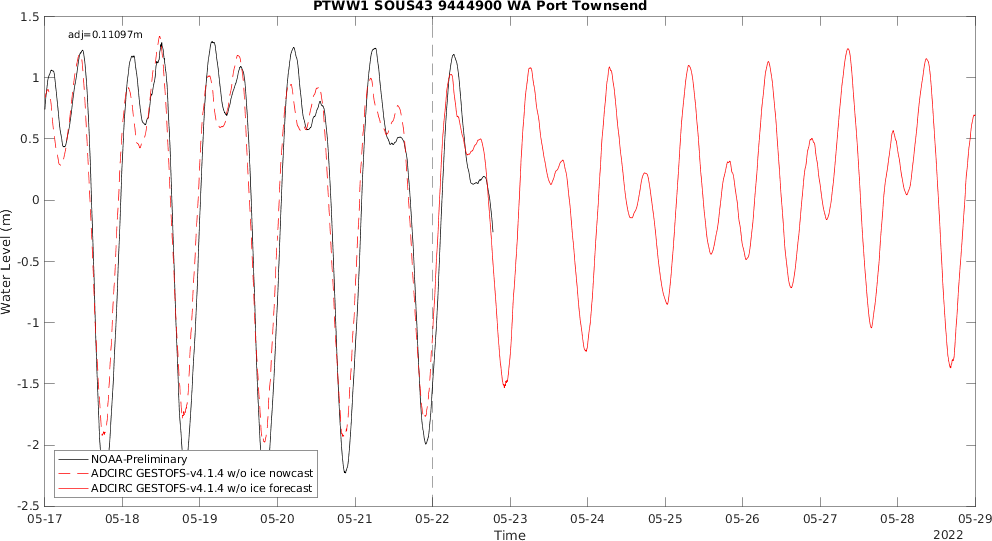 PTWW1 SOUS43 9444900 WA Port Townsend
adj=0.11097m
1.5
1
0.5
0
-0.5
-1
-1.5
-2
-2.5
Water Level (m)
NOAA-Preliminary
ADCIRC GESTOFS-v4.1.4 w/o ice nowcast
ADCIRC GESTOFS-v4.1.4 w/o ice forecast
05-17 05-18 05-19 05-20 05-21 05-22 05-23 05-24 05-25 05-26 05-27 05-28 05-29
Time
2022